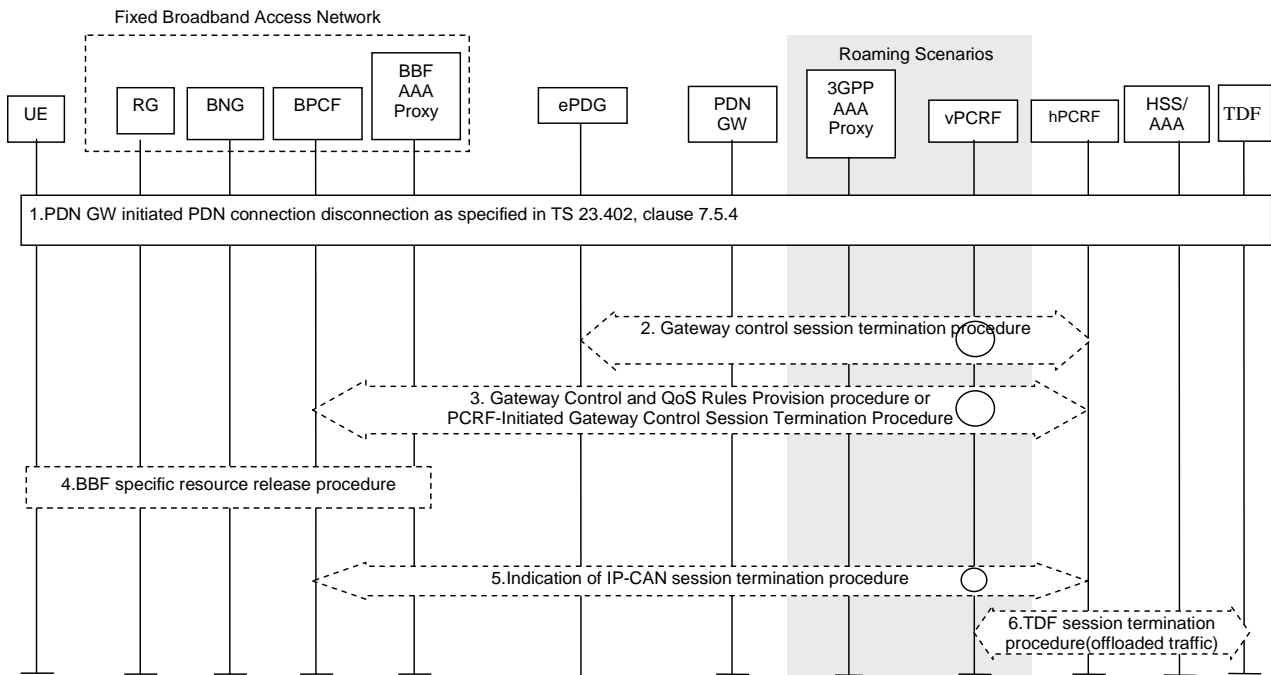 Fixed Broadband Access Network
Roaming Scenarios
UE
RG
BNG
BPCF
BBF
AAA
Proxy
ePDG
PDN
GW
3GPP
AAA
Proxy
vPCRF
hPCRF
HSS/
AAA
TDF
1.PDN GW initiated PDN connection disconnection as specified in TS 23.402, clause 7.5.4
2. Gateway control session termination procedure
3. Gateway Control and QoS Rules Provision procedure or
PCRF-Initiated Gateway Control Session Termination Procedure
4.BBF specific resource release procedure
5.Indication of IP-CAN session termination procedure
6.TDF session termination
procedure(offloaded traffic)